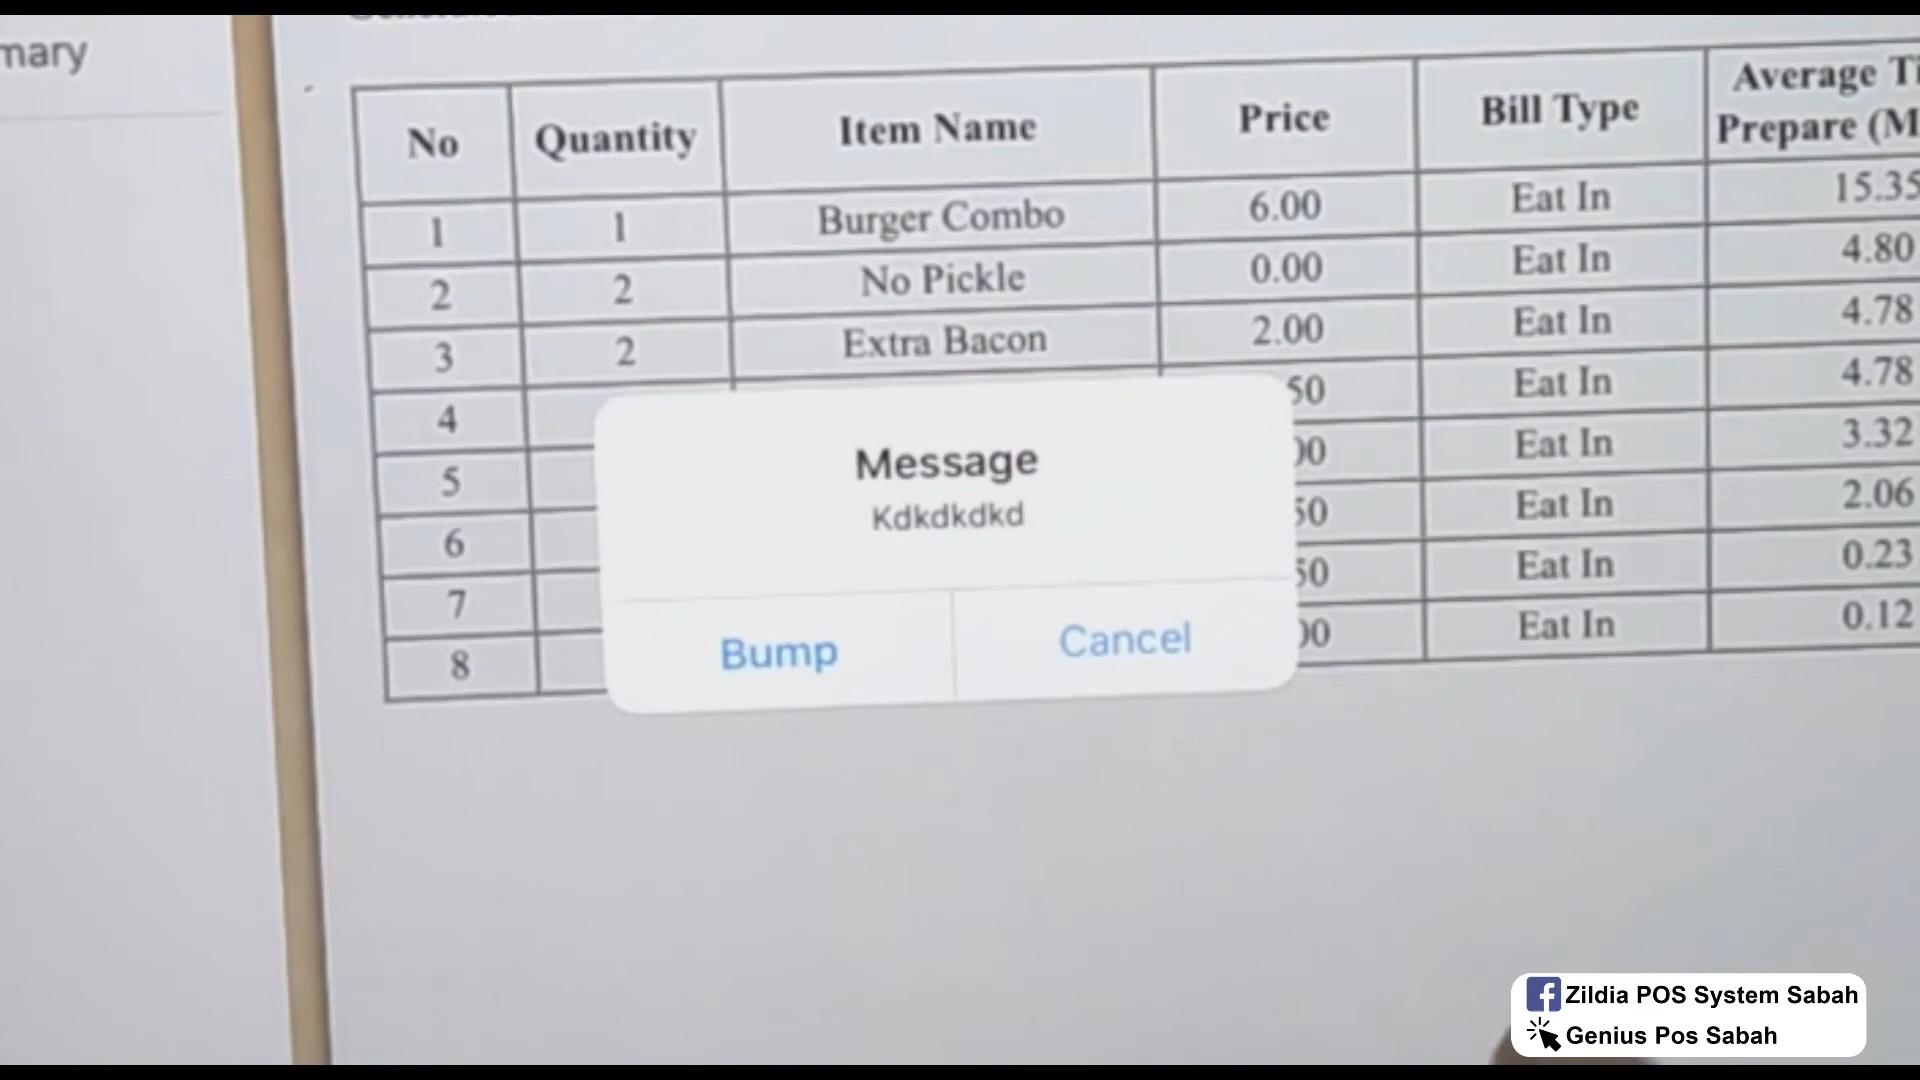 mary
No Quantity Item Name Price Bill Type Average
Prepare
1 1 Burger Combo 6.00 Eat In 15.35
2 2 No Pickle 0.00 Eat In 4.80
3 2 Extra Bacon 2.00 Eat In 4.78
4 50 Eat In 4.78
5 Eat In 3.32
6 50 Eat In 2.06
7 50 Eat In 0.23
8 Eat In 0.12
Message
Kdkdkdkd
Bump Cancel
Zildia POS System Sabah
Genius Pos Sabah